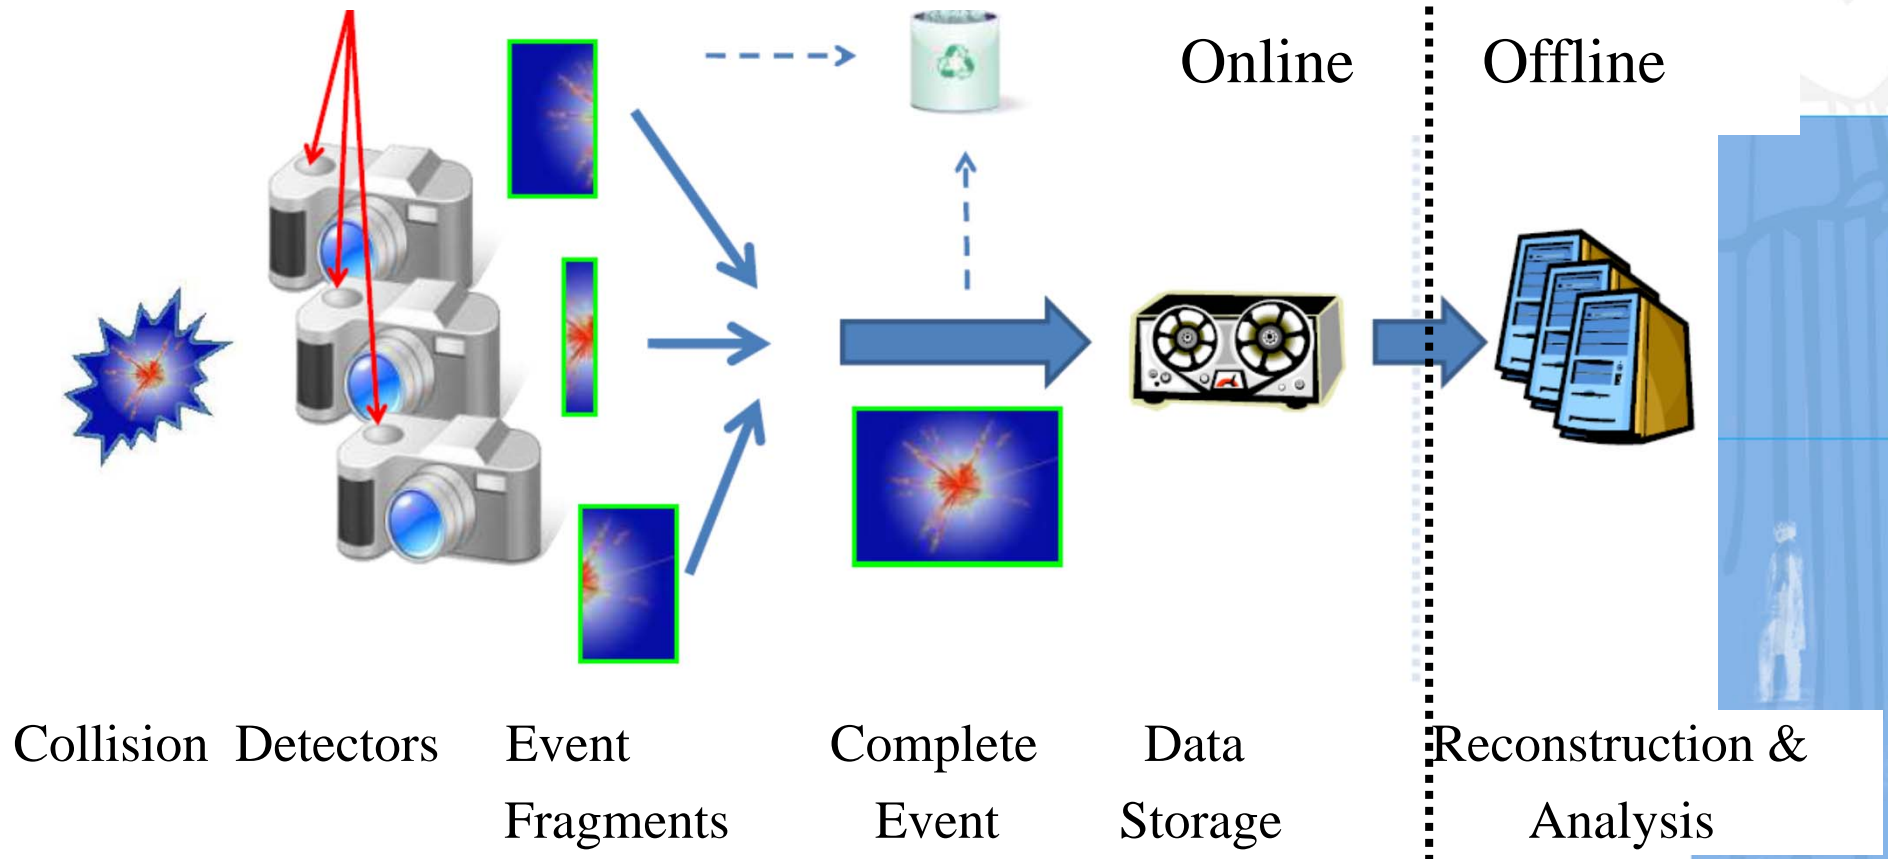 Online
Offline
Collision
Detectors
Event
Fragments
Complete
Event
Data
Storage
Reconstruction &
Analysis